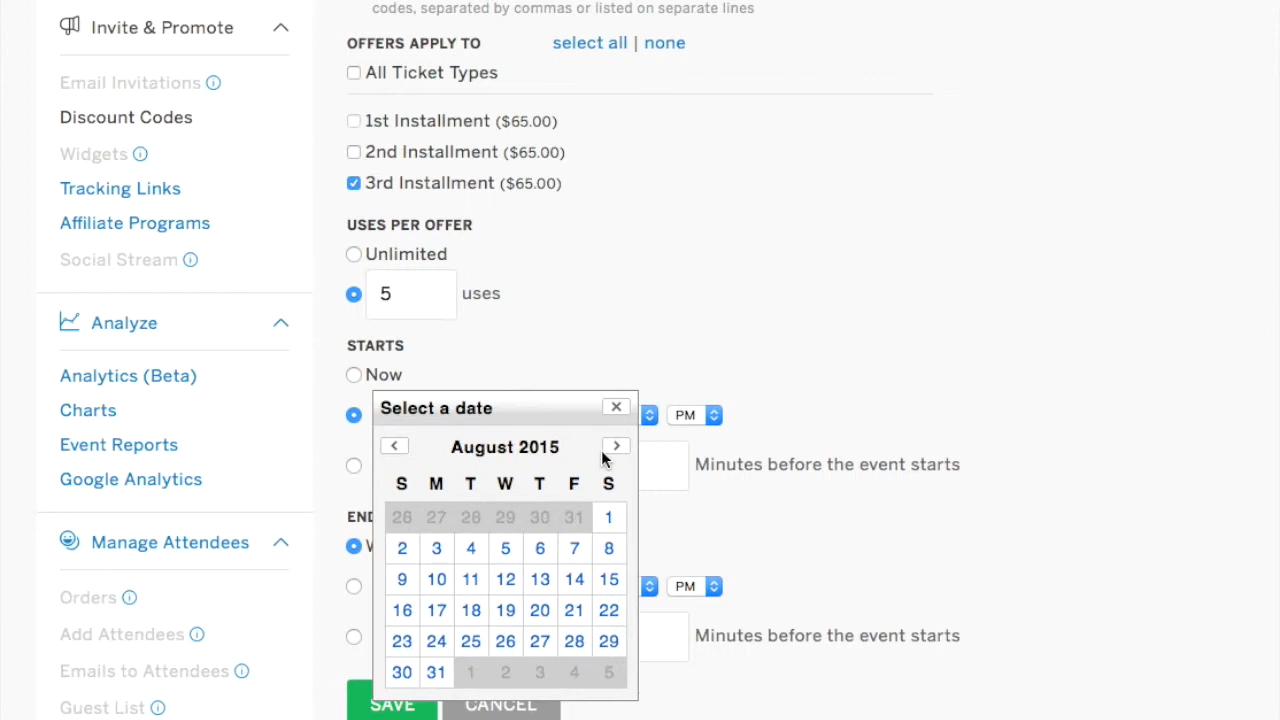 codes, separated by commas or listed on separate lines
Invite & Promote
Email Invitations
Discount Codes
Widgets
Tracking Links
Affiliate Programs
Social Stream
Analyze
Analytics (Beta)
Charts
Event Reports
Google Analytics
Manage Attendees
Orders
Add Attendees
Emails to Attendees
Guest List
OFFERS APPLY TO select all | none
All Ticket Types
1st Installment ($65.00)
2nd Installment ($65.00)
3rd Installment ($65.00)
USES PER OFFER
Unlimited
5 uses
STARTS
Now
PM
Minutes before the event starts
Select a date
August 2015
S M T W T F S
26 27 28 29 30 31 1
2 3 4 5 6 7 8
9 10 11 12 13 14 15
16 17 18 19 20 21 22
23 24 25 26 27 28 29
30 31 1 2 3 4 5
PM
Minutes before the event starts
SAVE CANCEL